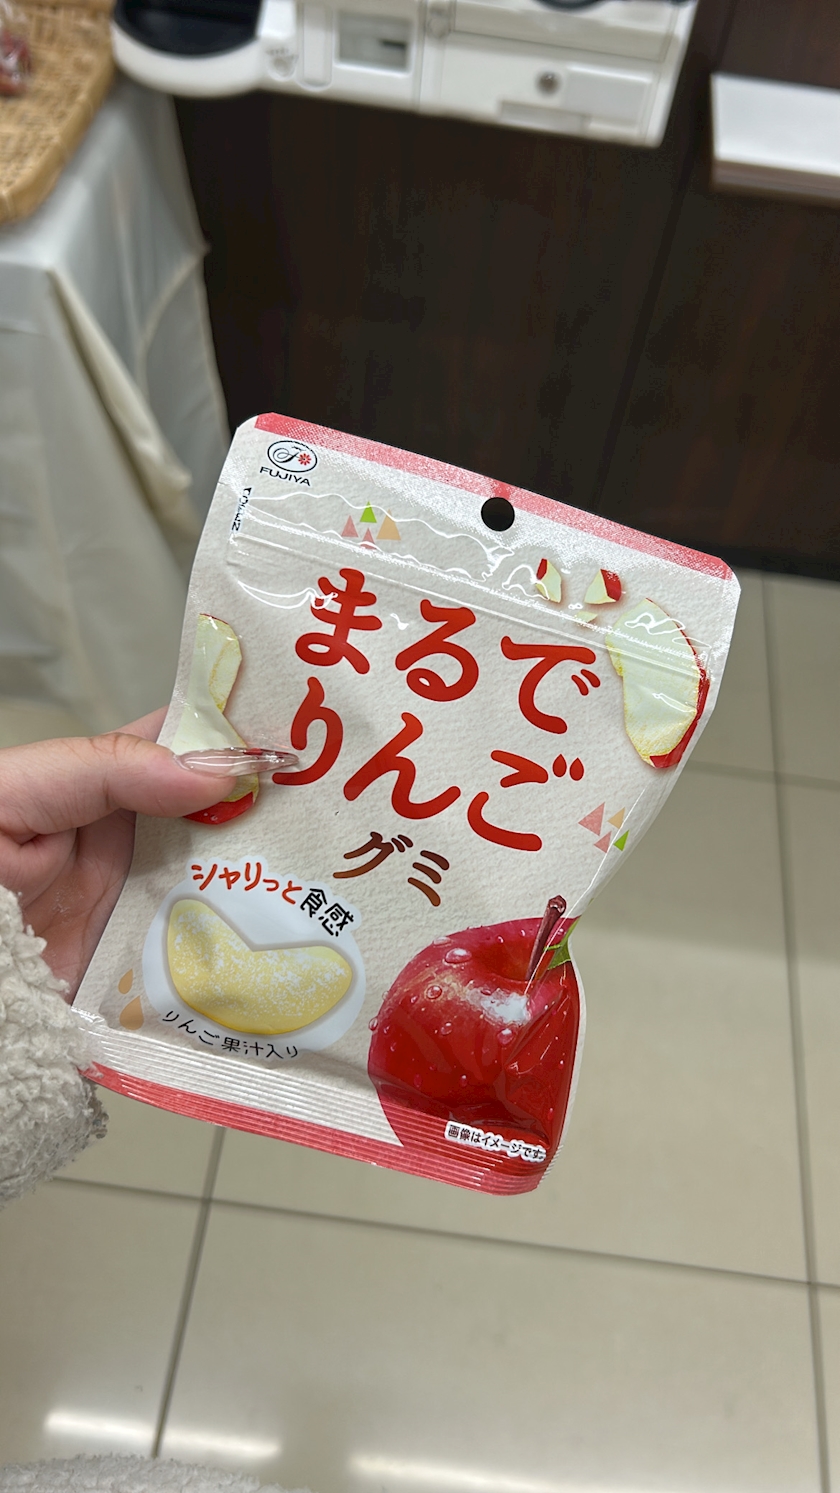 FUJIYA
まるで
りんご
グミ
シャリっと食感
りんご果汁入り
画像はイメージです。